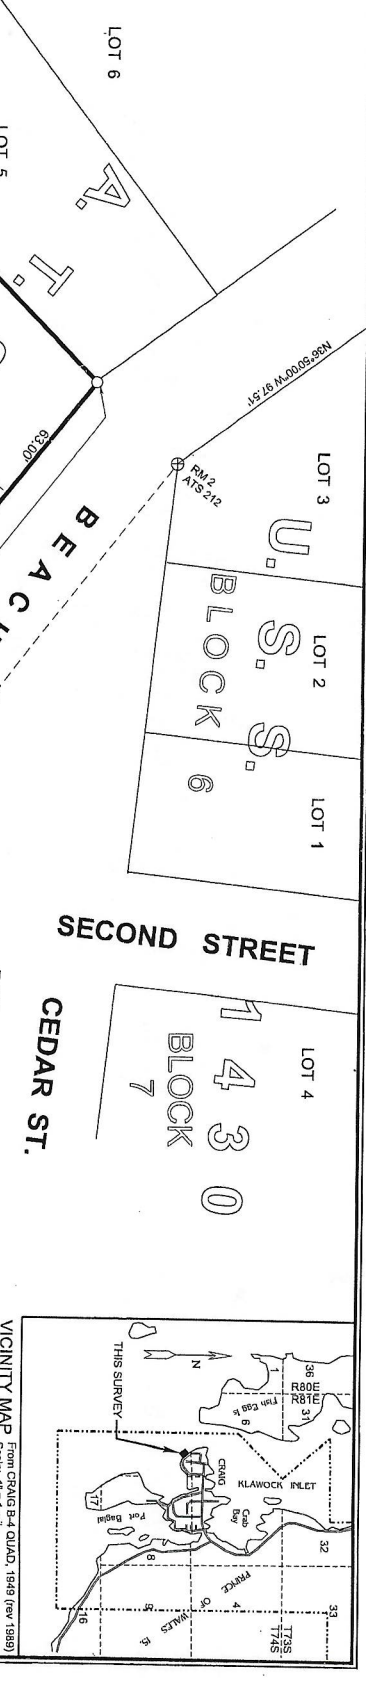 LOT 6
LOT 5
A. T.
63.00'
N36°50'00"W 97.51'
RM 2
ATS 212
LOT 3
LOT 2
LOT 1
U. S. S.
1430
BLOCK
6
SECOND STREET
CEDAR ST.
LOT 4
BLOCK
7
THIS SURVEY
N
36
31
R80E
R81E
1
6
Fish Egg Is
KLAWOCK INLET
CRAIG
Crab
Bay
Port Bagial
17
8
32
33
T73S
T74S
PRINCE OF WALES IS.
4
16
VICINITY MAP
From CRAIG B-4 QUAD, 1949 (rev 1989)